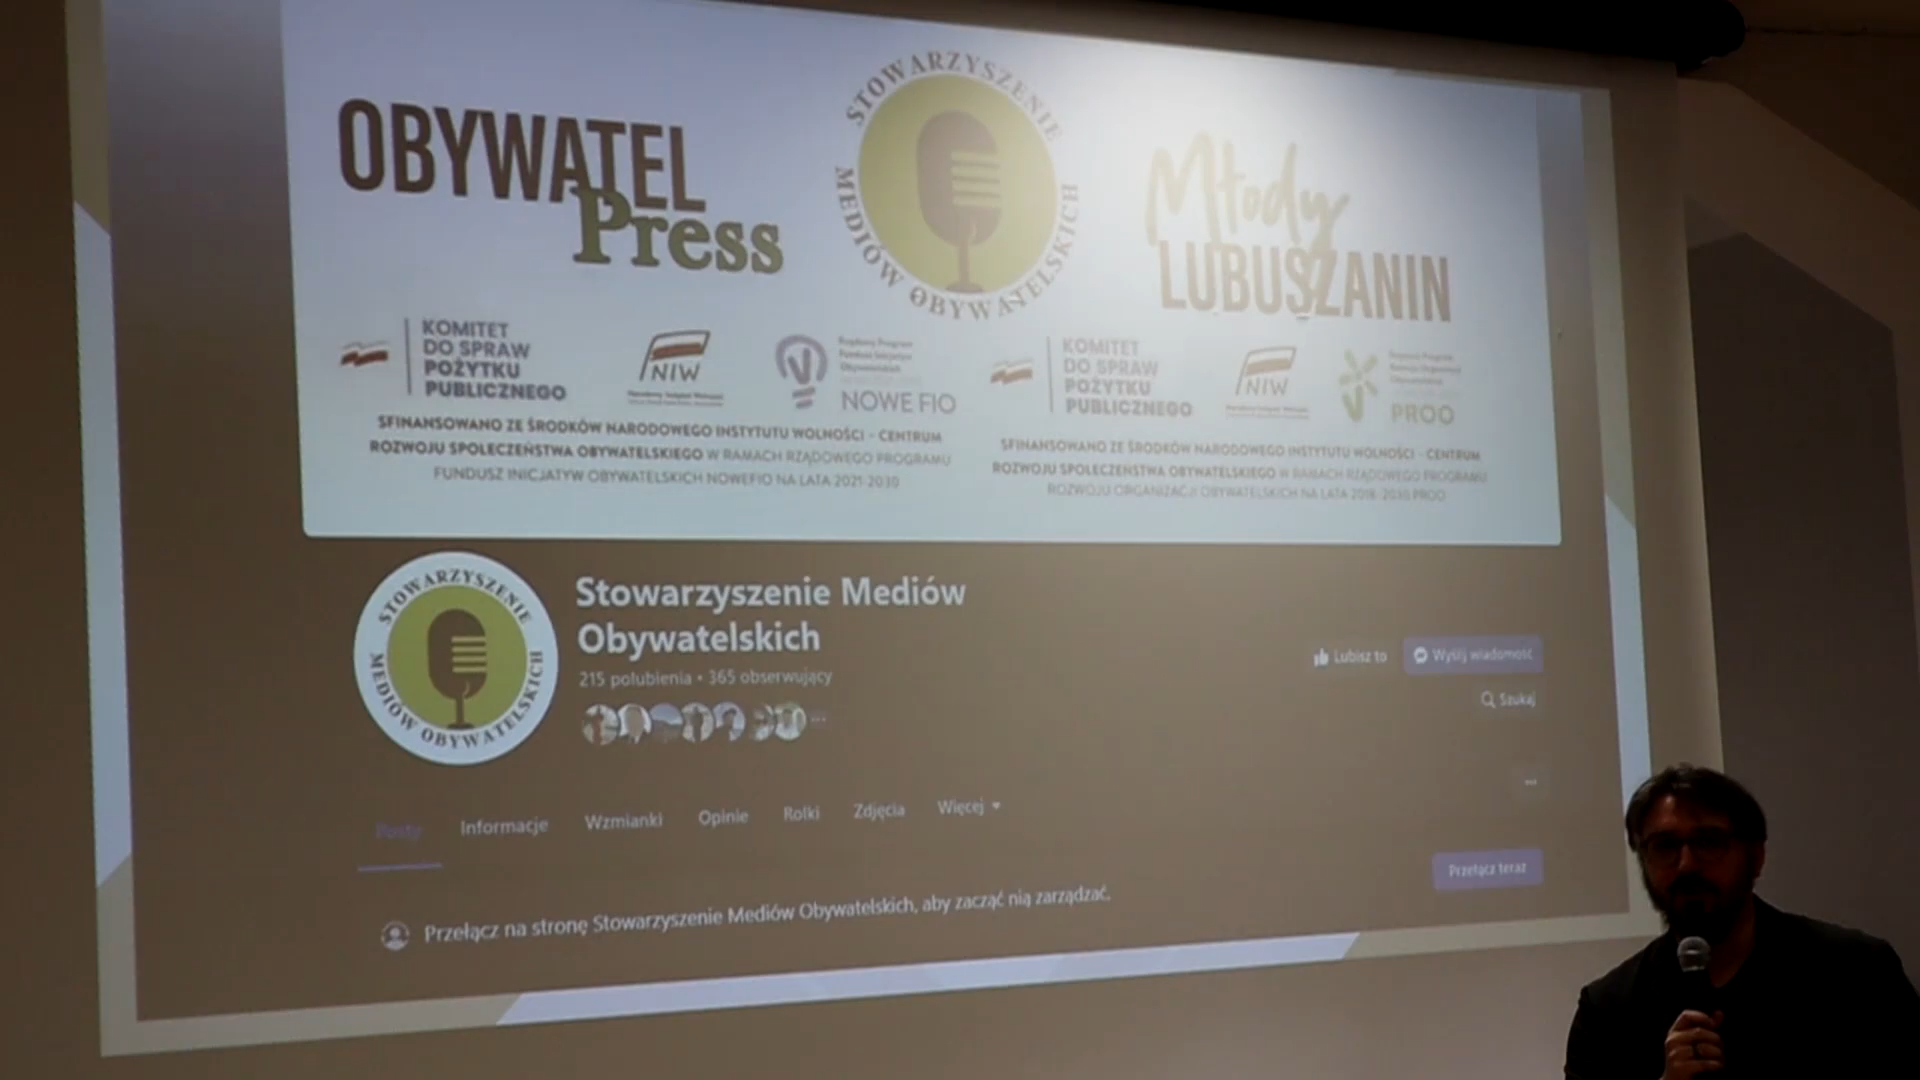 OBYWATEL
Press
STOWARZYSZENIE
MEDIÓW OBYWATELSKICH
Młody
LUBUSZANIN
KOMITET
DO SPRAW
POŻYTKU
PUBLICZNEGO
NIW
Rządowy Program
Fundusz Inicjatyw
Obywatelskich
NOWE FIO
SFINANSOWANO ZE ŚRODKÓW NARODOWEGO INSTYTUTU WOLNOŚCI - CENTRUM
ROZWOJU SPOŁECZEŃSTWA OBYWATELSKIEGO W RAMACH RZĄDOWEGO PROGRAMU
FUNDUSZ INICJATYW OBYWATELSKICH NOWEFIO NA LATA 2021-2030
KOMITET
DO SPRAW
POŻYTKU
PUBLICZNEGO
NIW
PROO
SFINANSOWANO ZE ŚRODKÓW NARODOWEGO INSTYTUTU WOLNOŚCI - CENTRUM
ROZWOJU SPOŁECZEŃSTWA OBYWATELSKIEGO W RAMACH RZĄDOWEGO PROGRAMU
ROZWOJU ORGANIZACJI OBYWATELSKICH NA LATA 2018-2030 PROO
STOWARZYSZENIE
MEDIÓW OBYWATELSKICH
Stowarzyszenie Mediów
Obywatelskich
215 polubienia • 365 obserwujący
Lubisz to
Wyślij wiadomość
Szukaj
Posty Informacje Wzmianki Opinie Rolki Zdjęcia Więcej
Przełącz na stronę Stowarzyszenie Mediów Obywatelskich, aby zacząć nią zarządzać.
Przełącz teraz